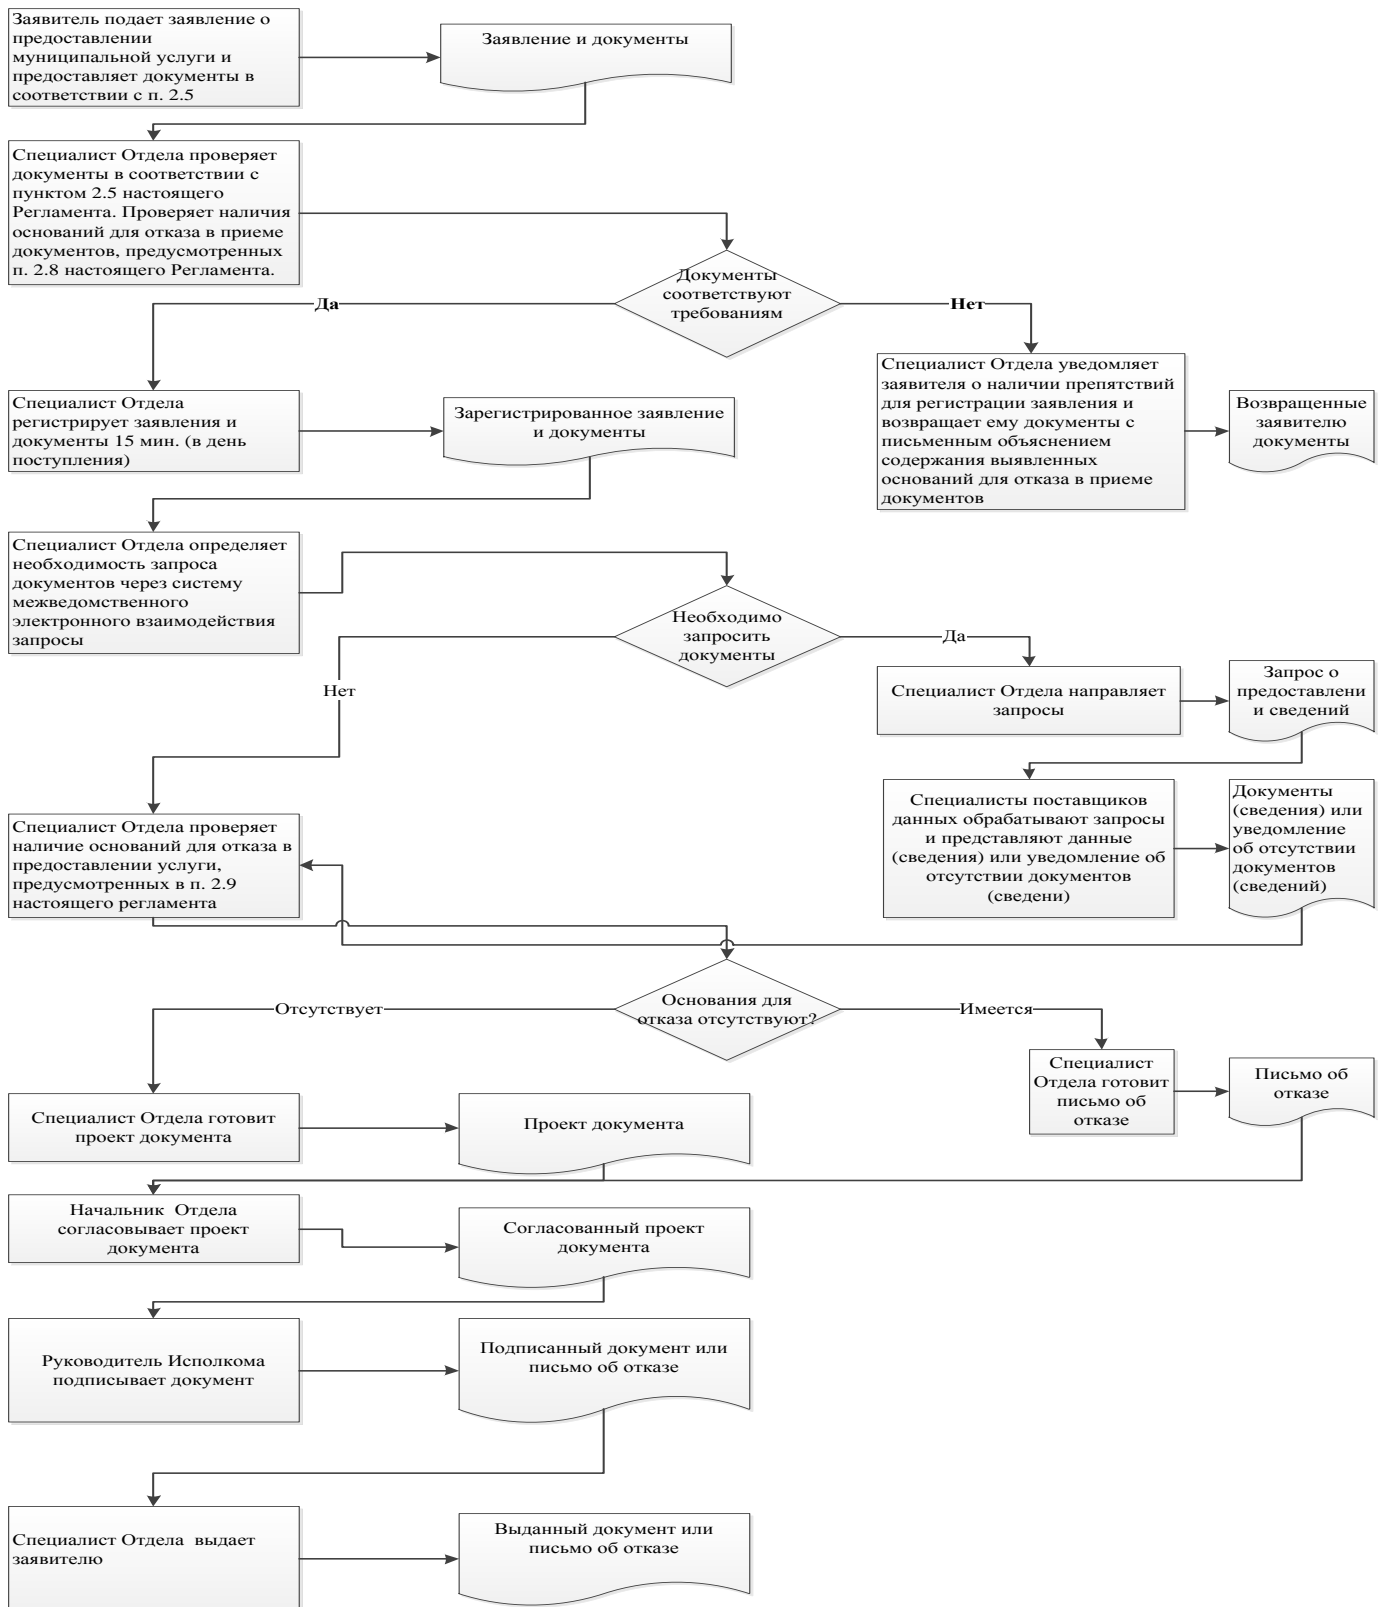 Заявитель подает заявление о
предоставлении
муниципальной услуги и
предоставляет документы в
соответствии с п. 2.5
Заявление и документы
Специалист Отдела проверяет
документы в соответствии с
пунктом 2.5 настоящего
Регламента. Проверяет наличия
оснований для отказа в приеме
документов, предусмотренных
п. 2.8 настоящего Регламента.
Документы
соответствуют
требованиям
Да
Нет
Специалист Отдела
регистрирует заявления и
документы 15 мин. (в день
поступления)
Зарегистрированное заявление
и документы
Специалист Отдела уведомляет
заявителя о наличии препятствий
для регистрации заявления и
возвращает ему документы с
письменным объяснением
содержания выявленных
оснований для отказа в приеме
документов
Возвращенные
заявителю
документы
Специалист Отдела определяет
необходимость запроса
документов через систему
межведомственного
электронного взаимодействия
запросы
Необходимо
запросить
документы
Да
Нет
Специалист Отдела направляет
запросы
Запрос о
предоставлени
и сведений
Специалисты поставщиков
данных обрабатывают запросы
и представляют данные
(сведения) или уведомление об
отсутствии документов
(сведени)
Документы
(сведения) или
уведомление
об отсутствии
документов
(сведений)
Специалист Отдела проверяет
наличие оснований для отказа в
предоставлении услуги,
предусмотренных в п. 2.9
настоящего регламента
Основания для
отказа отсутствуют?
Отсутствует
Имеется
Специалист
Отдела готовит
письмо об
отказе
Письмо об
отказе
Специалист Отдела готовит
проект документа
Проект документа
Начальник  Отдела
согласовывает проект
документа
Согласованный проект
документа
Руководитель Исполкома
подписывает документ
Подписанный документ или
письмо об отказе
Специалист Отдела  выдает
заявителю
Выданный документ или
письмо об отказе